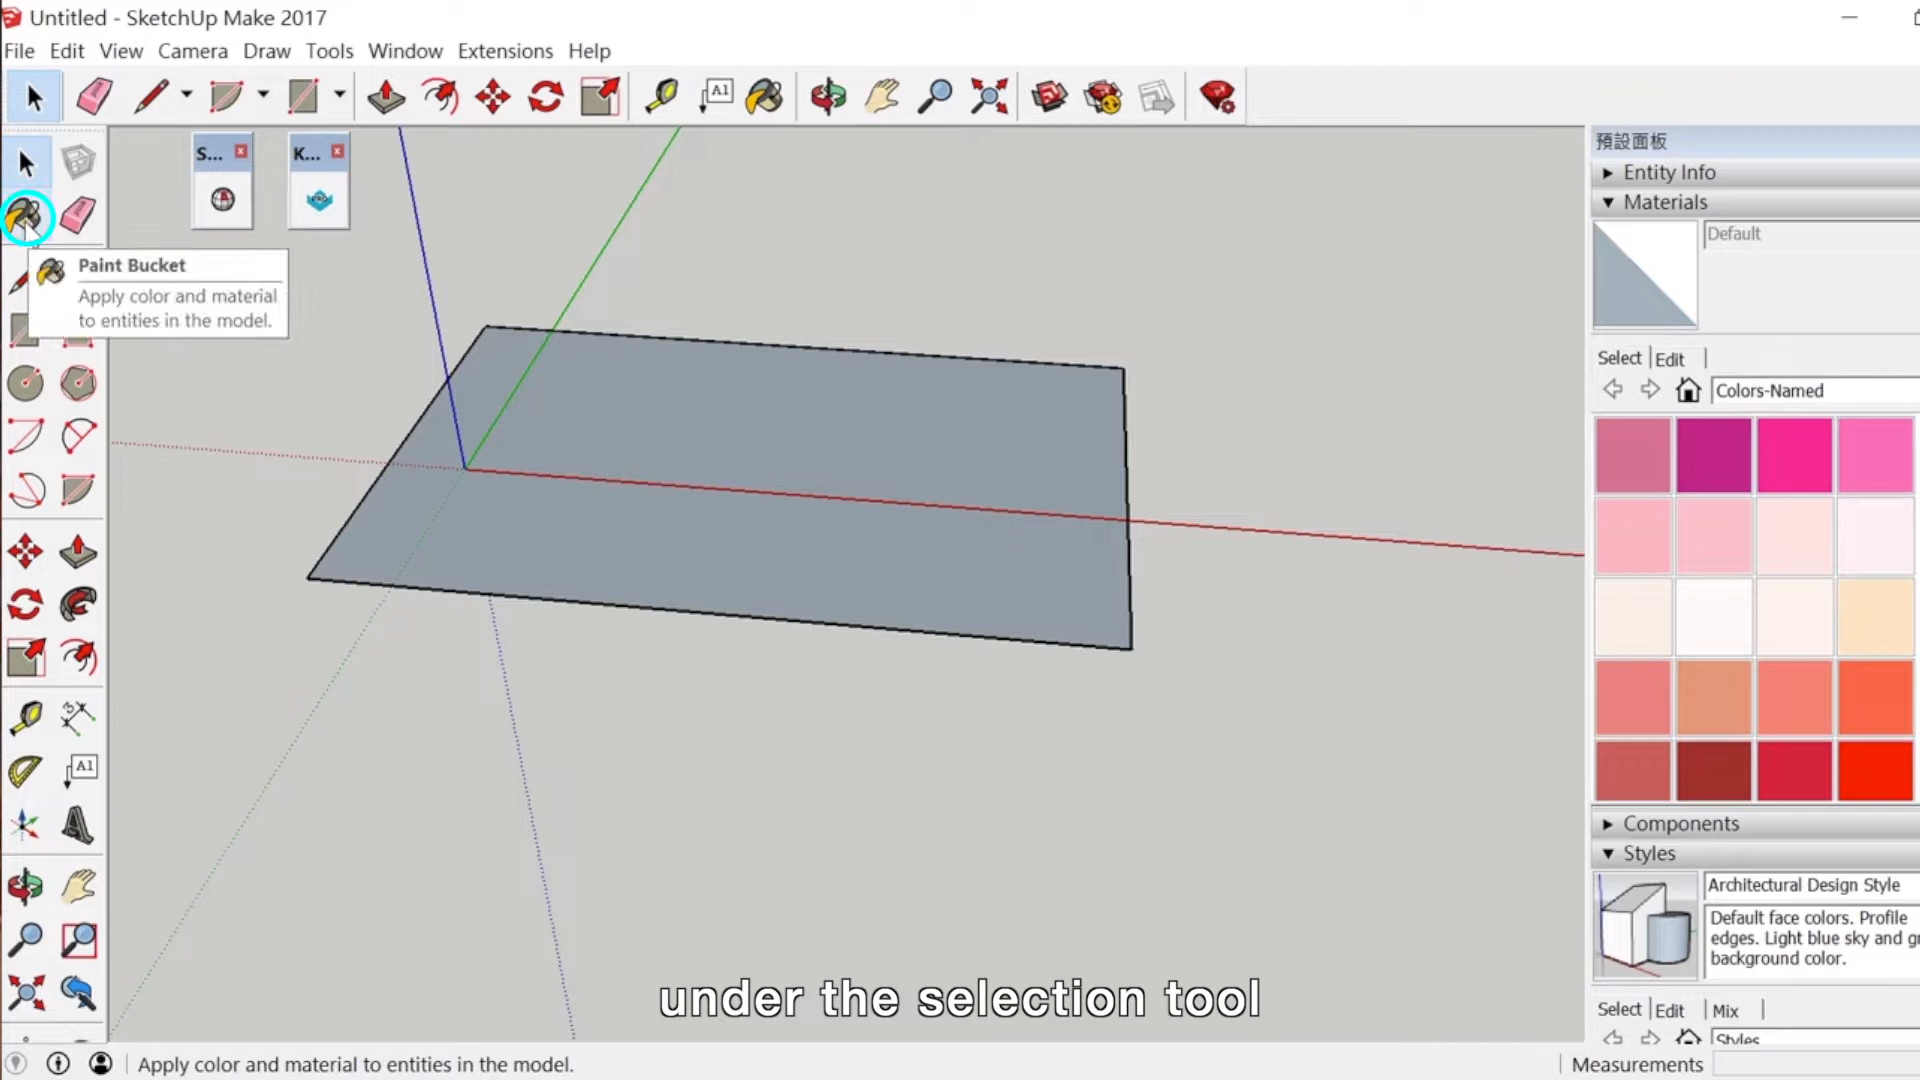 Untitled - SketchUp Make 2017
File Edit View Camera Draw Tools Window Extensions Help
A1
S...
K...
預設面板
Entity Info
Materials
Default
Paint Bucket
Apply color and material
to entities in the model.
Select Edit
Colors-Named
A1
Components
Styles
Architectural Design Style
Default face colors. Profile
edges. Light blue sky and
background color.
under the selection tool
Select Edit Mix
Styles
Apply color and material to entities in the model.
Measurements